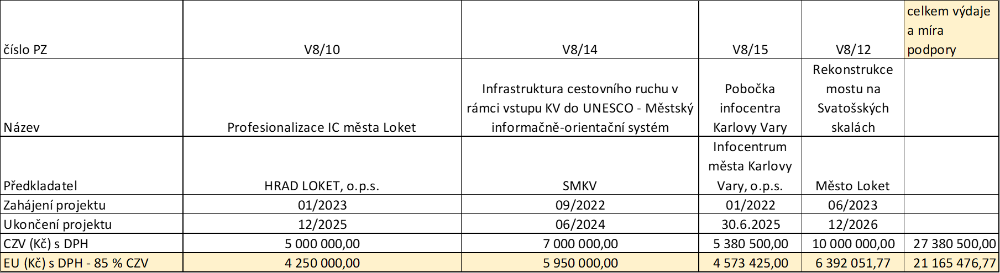 číslo PZ V8/10 V8/14 V8/15 V8/12 celkem výdaje
a míra
podpory
Název Profesionalizace IC města Loket Infrastruktura cestovního ruchu v
rámci vstupu KV do UNESCO - Městský
informačně-orientační systém Pobočka
infocentra
Karlovy Vary Rekonstrukce
mostu na
Svatošských
skalách
Předkladatel HRAD LOKET, o.p.s. SMKV Infocentrum
města Karlovy
Vary, o.p.s. Město Loket
Zahájení projektu 01/2023 09/2022 01/2022 06/2023
Ukončení projektu 12/2025 06/2024 30.6.2025 12/2026
CZV (Kč) s DPH 5 000 000,00 7 000 000,00 5 380 500,00 10 000 000,00 27 380 500,00
EU (Kč) s DPH - 85 % CZV 4 250 000,00 5 950 000,00 4 573 425,00 6 392 051,77 21 165 476,77